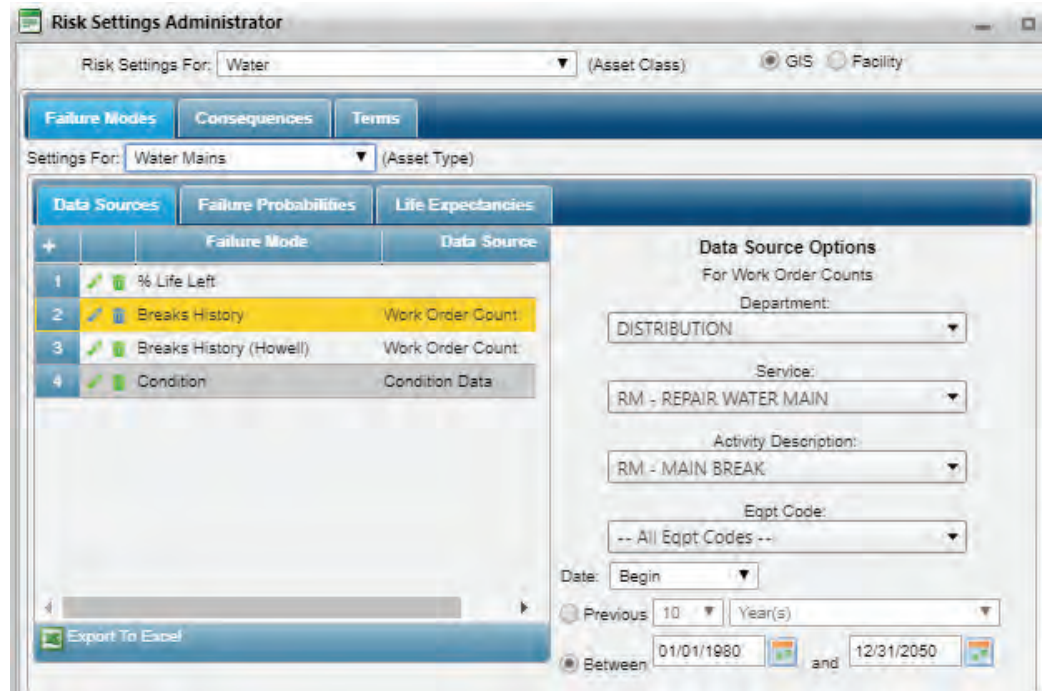 Risk Settings Administrator
Risk Settings For: Water (Asset Class) GIS Facility
Failure Modes Consequences Terms
Settings For: Water Mains (Asset Type)
Data Sources Failure Probabilities Life Expectancies
+ Failure Mode Data Source
1 % Life Left
2 Breaks History Work Order Count
3 Breaks History (Howell) Work Order Count
4 Condition Condition Data
Export To Excel
Data Source Options
For Work Order Counts
Department:
DISTRIBUTION
Service:
RM - REPAIR WATER MAIN
Activity Description:
RM - MAIN BREAK
Eqpt Code:
-- All Eqpt Codes --
Date: Begin
Previous 10 Year(s)
Between 01/01/1980 and 12/31/2050